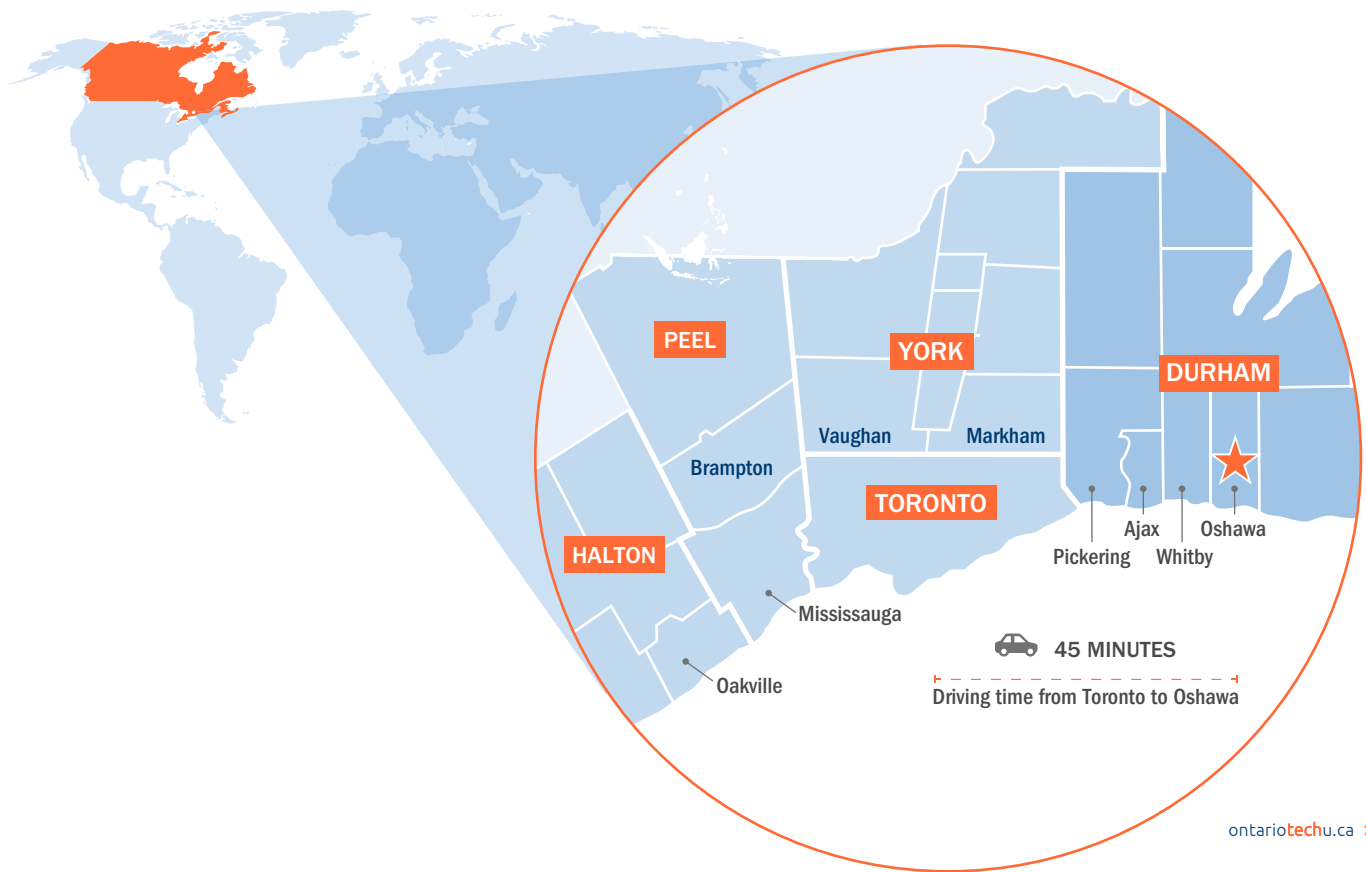 PEEL
YORK
DURHAM
Vaughan
Markham
Brampton
TORONTO
HALTON
Ajax
Oshawa
Pickering
Whitby
Mississauga
45 MINUTES
Oakville
Driving time from Toronto to Oshawa
ontariotechu.ca